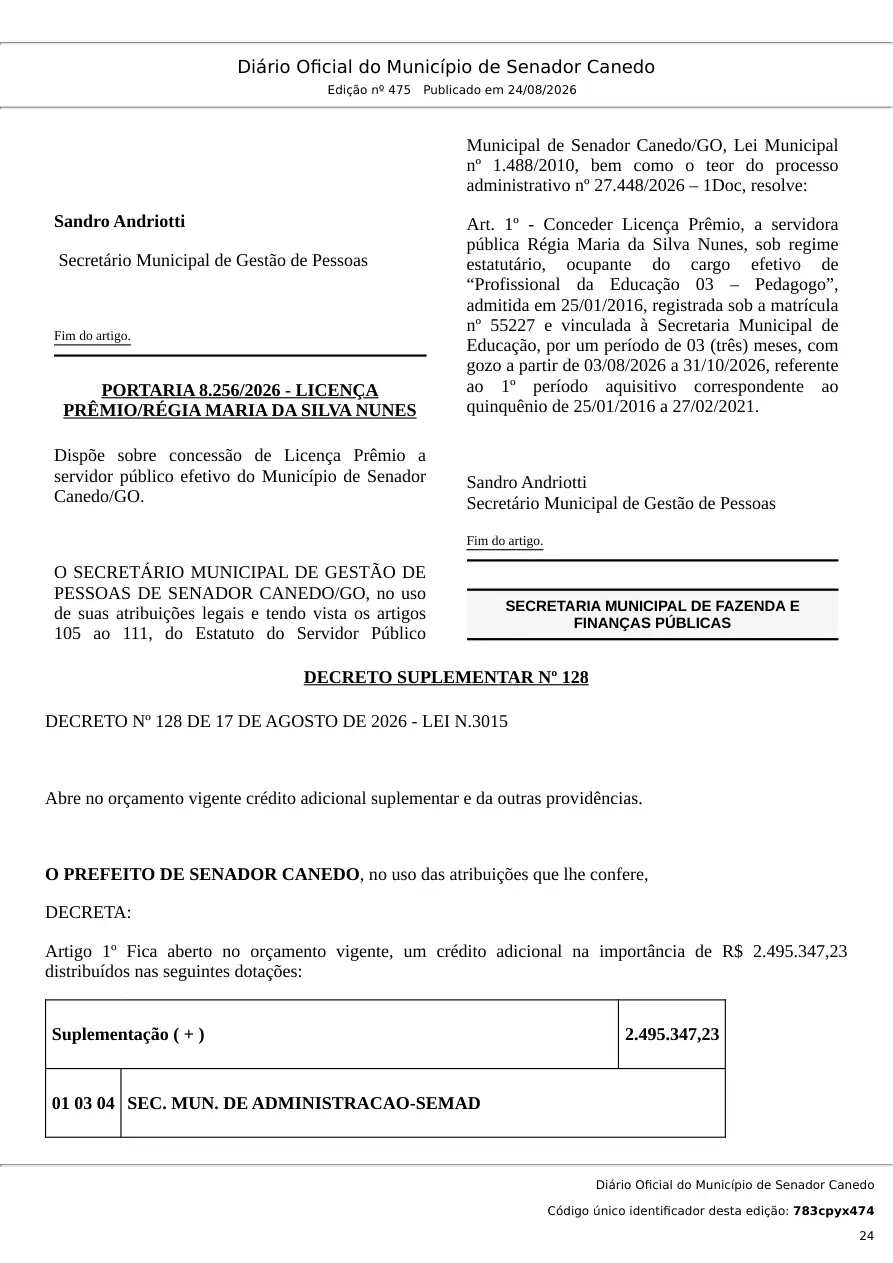 Diário Oficial do Município de Senador Canedo
Edição nº 475 Publicado em 24/08/2026
Sandro Andriotti
Secretário Municipal de Gestão de Pessoas
Fim do artigo.
PORTARIA 8.256/2026 - LICENÇA
PRÊMIO/RÉGIA MARIA DA SILVA NUNES
Dispõe sobre concessão de Licença Prêmio a
servidor público efetivo do Município de Senador
Canedo/GO.
O SECRETÁRIO MUNICIPAL DE GESTÃO DE
PESSOAS DE SENADOR CANEDO/GO, no uso
de suas atribuições legais e tendo vista os artigos
105 ao 111, do Estatuto do Servidor Público
Municipal de Senador Canedo/GO, Lei Municipal
nº 1.488/2010, bem como o teor do processo
administrativo nº 27.448/2026 – 1Doc, resolve:
Art. 1º - Conceder Licença Prêmio, a servidora
pública Régia Maria da Silva Nunes, sob regime
estatutário, ocupante do cargo efetivo de
“Profissional da Educação 03 – Pedagogo”,
admitida em 25/01/2016, registrada sob a matrícula
nº 55227 e vinculada à Secretaria Municipal de
Educação, por um período de 03 (três) meses, com
gozo a partir de 03/08/2026 a 31/10/2026, referente
ao 1º período aquisitivo correspondente ao
quinquênio de 25/01/2016 a 27/02/2021.
Sandro Andriotti
Secretário Municipal de Gestão de Pessoas
Fim do artigo.
SECRETARIA MUNICIPAL DE FAZENDA E
FINANÇAS PÚBLICAS
DECRETO SUPLEMENTAR Nº 128
DECRETO Nº 128 DE 17 DE AGOSTO DE 2026 - LEI N.3015
Abre no orçamento vigente crédito adicional suplementar e da outras providências.
O PREFEITO DE SENADOR CANEDO, no uso das atribuições que lhe confere,
DECRETA:
Artigo 1º Fica aberto no orçamento vigente, um crédito adicional na importância de R$ 2.495.347,23
distribuídos nas seguintes dotações:
Suplementação ( + ) 2.495.347,23
01 03 04 SEC. MUN. DE ADMINISTRACAO-SEMAD
Diário Oficial do Município de Senador Canedo
Código único identificador desta edição: 783cpyx474
24